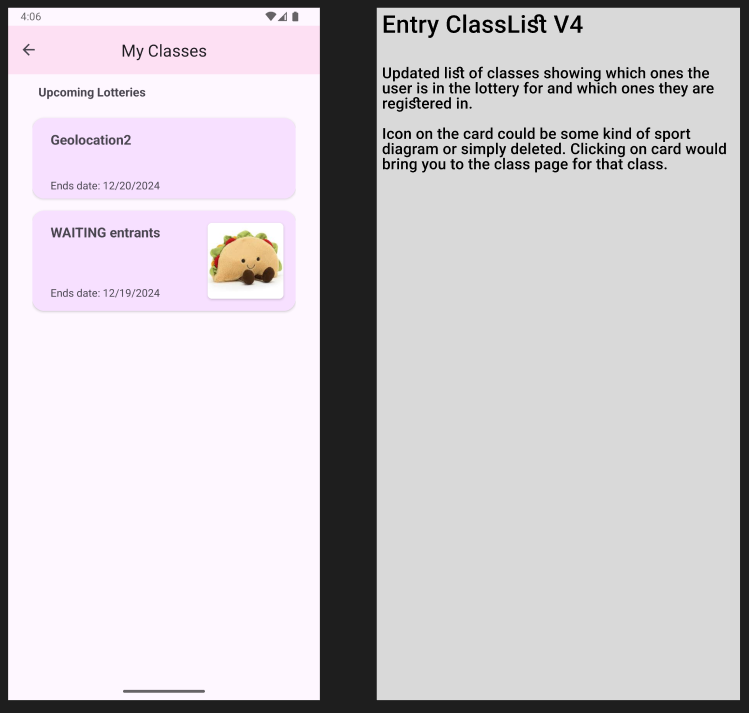 4:06
My Classes
Upcoming Lotteries
Geolocation2
Ends date: 12/20/2024
WAITING entrants
Ends date: 12/19/2024
Entry ClassList V4
Updated list of classes showing which ones the
user is in the lottery for and which ones they are
registered in.
Icon on the card could be some kind of sport
diagram or simply deleted. Clicking on card would
bring you to the class page for that class.